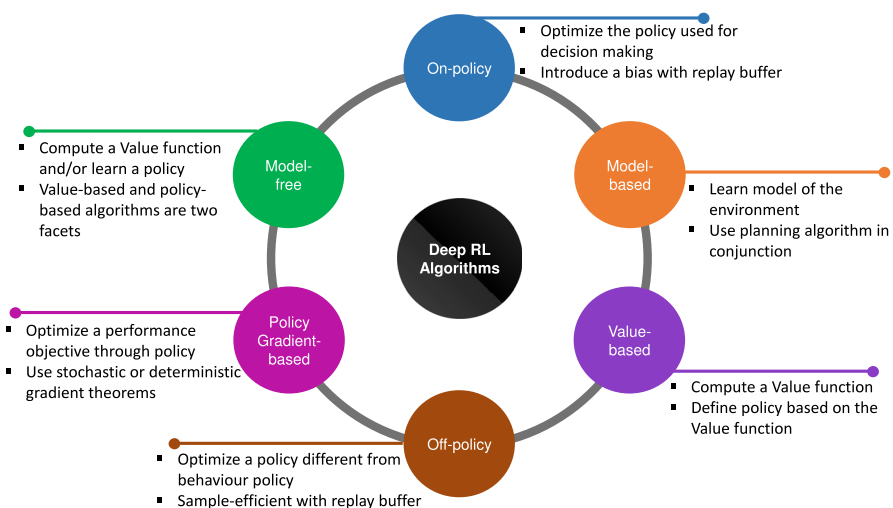 On-policy
▪ Optimize the policy used for
decision making
▪ Introduce a bias with replay buffer
Model-
based
▪ Learn model of the
environment
▪ Use planning algorithm in
conjunction
Value-
based
▪ Compute a Value function
▪ Define policy based on the
Value function
Off-policy
▪ Optimize a policy different from
behaviour policy
▪ Sample-efficient with replay buffer
Policy
Gradient-
based
▪ Optimize a performance
objective through policy
▪ Use stochastic or deterministic
gradient theorems
Model-
free
▪ Compute a Value function
and/or learn a policy
▪ Value-based and policy-
based algorithms are two
facets
Deep RL
Algorithms